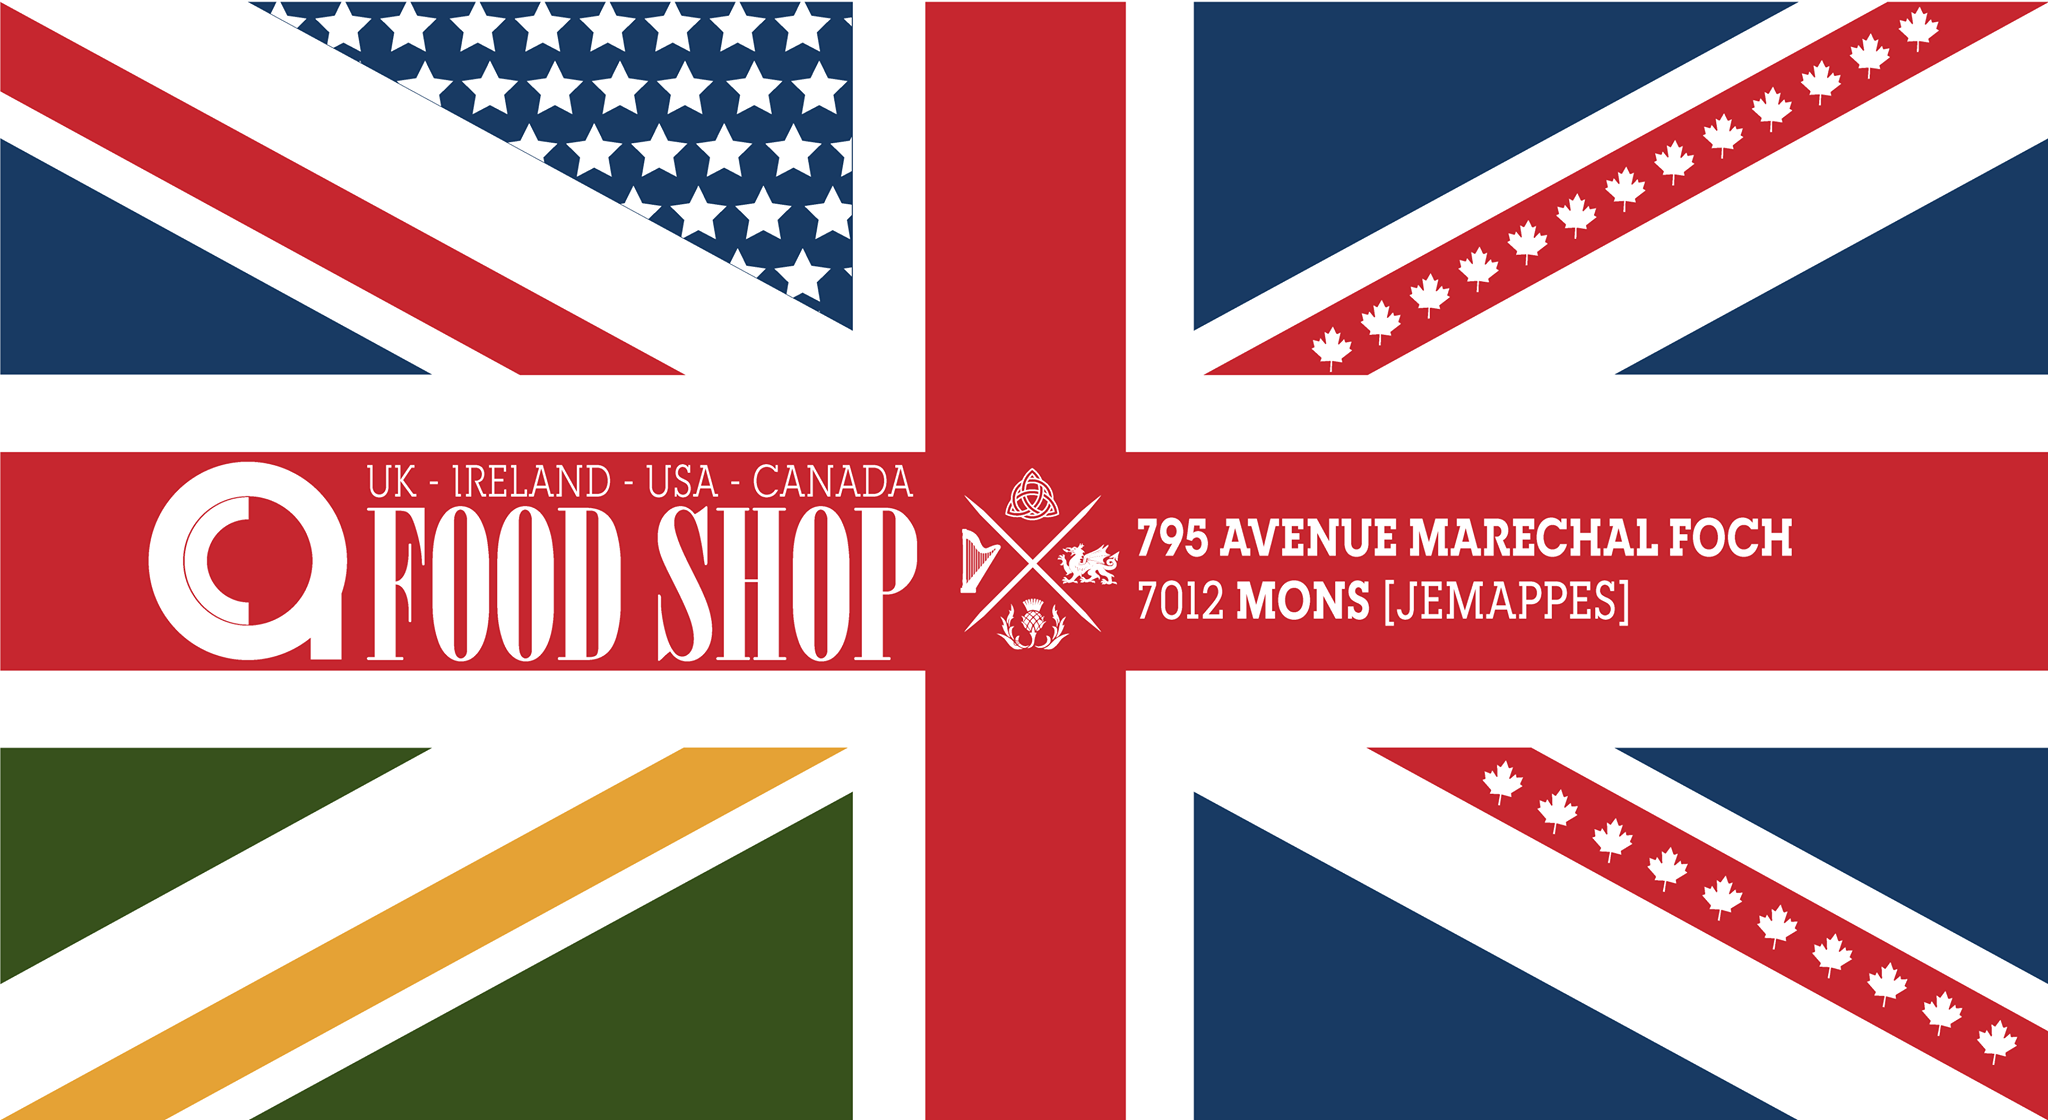 UK - IRELAND - USA - CANADA
a FOOD SHOP
795 AVENUE MARECHAL FOCH
7012 MONS [JEMAPPES]